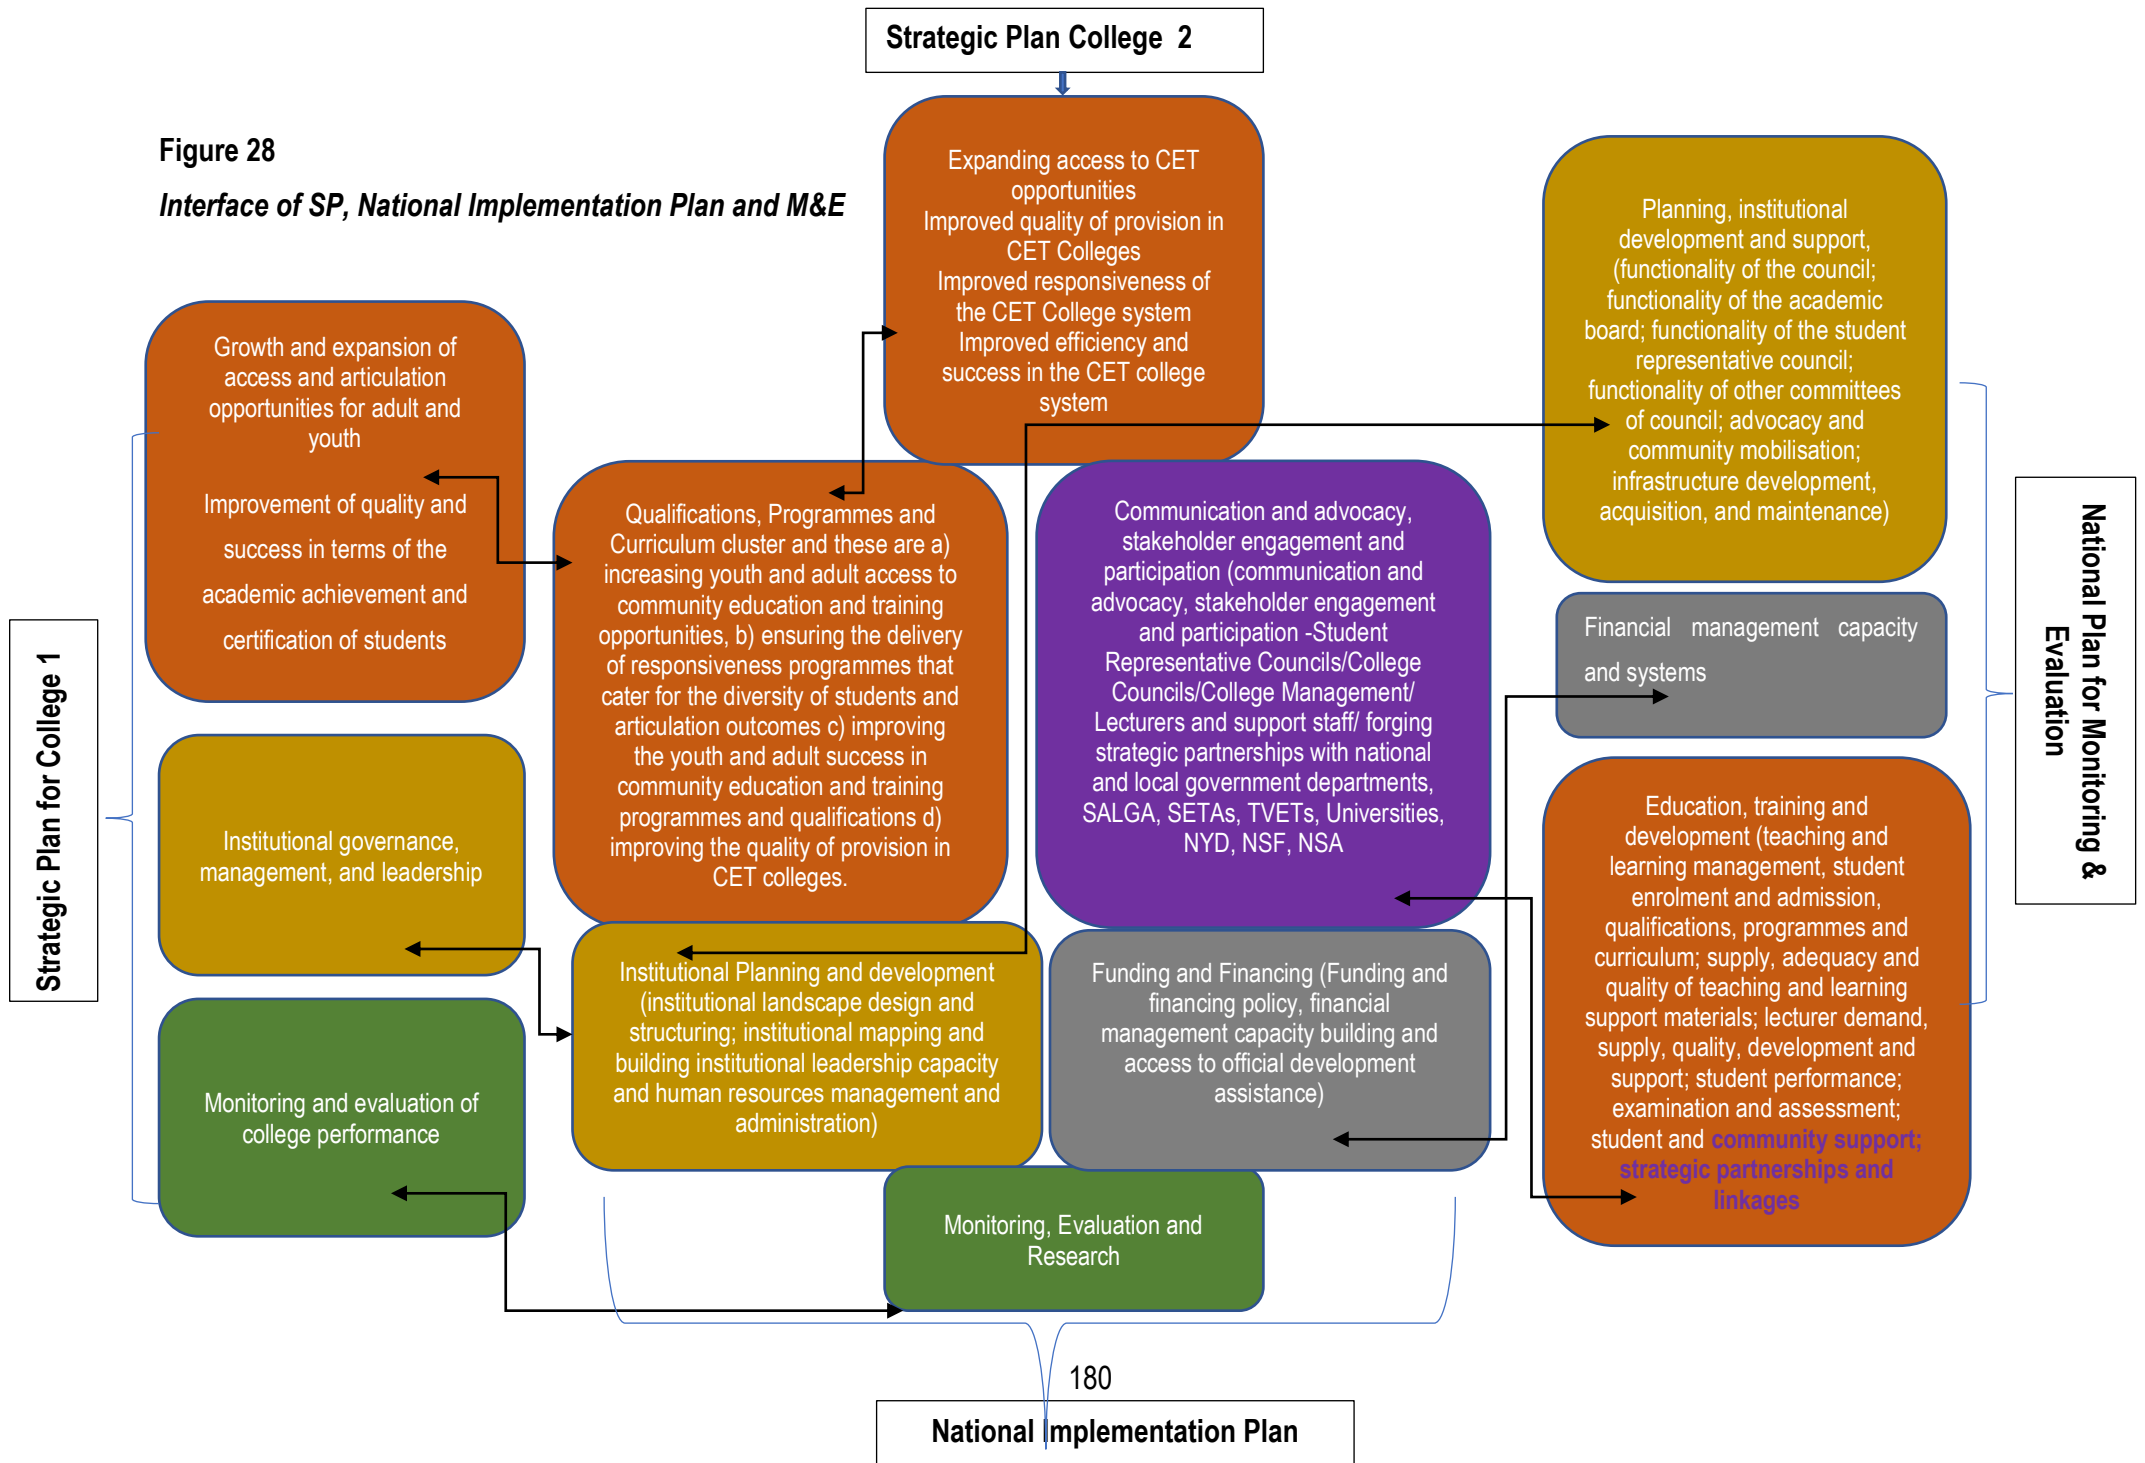 Strategic Plan College 2
Figure 28
Interface of SP, National Implementation Plan and M&E
Expanding access to CET
opportunities
Improved quality of provision in
CET Colleges
Improved responsiveness of
the CET College system
Improved efficiency and
success in the CET college
system
Planning, institutional
development and support,
(functionality of the council;
functionality of the academic
board; functionality of the student
representative council;
functionality of other committees
of council; advocacy and
community mobilisation;
infrastructure development,
acquisition, and maintenance)
Growth and expansion of
access and articulation
opportunities for adult and
youth
Improvement of quality and
success in terms of the
academic achievement and
certification of students
Qualifications, Programmes and
Curriculum cluster and these are a)
increasing youth and adult access to
community education and training
opportunities, b) ensuring the delivery
of responsiveness programmes that
cater for the diversity of students and
articulation outcomes c) improving
the youth and adult success in
community education and training
programmes and qualifications d)
improving the quality of provision in
CET colleges.
Communication and advocacy,
stakeholder engagement and
participation (communication and
advocacy, stakeholder engagement
and participation -Student
Representative Councils/College
Councils/College Management/
Lecturers and support staff/ forging
strategic partnerships with national
and local government departments,
SALGA, SETAs, TVETs, Universities,
NYD, NSF, NSA
Financial management capacity
and systems
National Plan for Monitoring &
Evaluation
Strategic Plan for College 1
Institutional governance,
management, and leadership
Education, training and
development (teaching and
learning management, student
enrolment and admission,
qualifications, programmes and
curriculum; supply, adequacy and
quality of teaching and learning
support materials; lecturer demand,
supply, quality, development and
support; student performance;
examination and assessment;
student and community support;
strategic partnerships and
linkages
Institutional Planning and development
(institutional landscape design and
structuring; institutional mapping and
building institutional leadership capacity
and human resources management and
administration)
Funding and Financing (Funding and
financing policy, financial
management capacity building and
access to official development
assistance)
Monitoring and evaluation of
college performance
Monitoring, Evaluation and
Research
180
National Implementation Plan